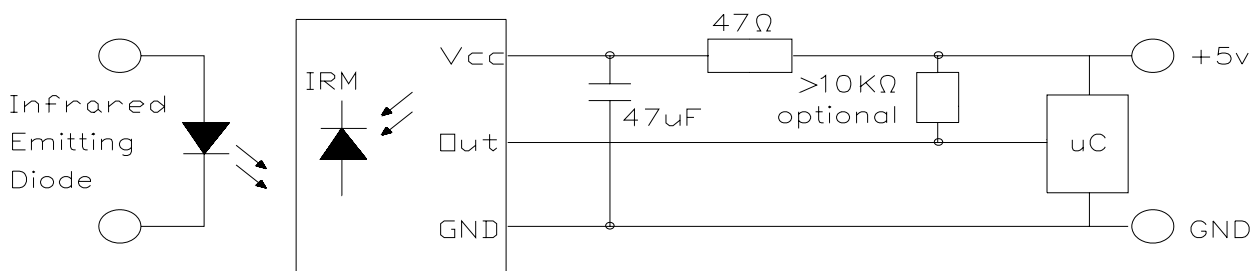 Infrared
Emitting
Diode
IRM
Vcc
Out
GND
47uF
47Ω
>10KΩ
optional
uC
+5v
GND